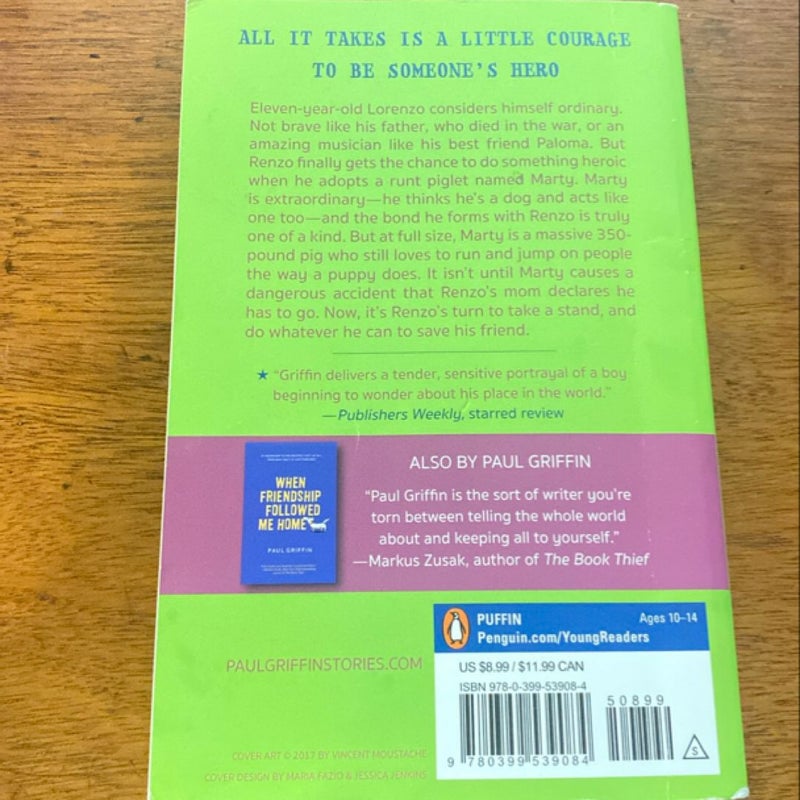 ALL IT TAKES IS A LITTLE COURAGE
TO BE SOMEONE'S HERO
Eleven-year-old Lorenzo considers himself ordinary.
Not brave like his father, who died in the war, or an
amazing musician like his best friend Paloma. But
Renzo finally gets the chance to do something heroic
when he adopts a runt piglet named Marty. Marty
is extraordinary—he thinks he's a dog and acts like
one too—and the bond he forms with Renzo is truly
one of a kind. But at full size, Marty is a massive 350-
pound pig who still loves to run and jump on people
the way a puppy does. It isn't until Marty causes a
dangerous accident that Renzo's mom declares he
has to go. Now, it's Renzo's turn to take a stand, and
do whatever he can to save his friend.
★ "Griffin delivers a tender, sensitive portrayal of a boy
beginning to wonder about his place in the world."
—Publishers Weekly, starred review
WHEN
FRIENDSHIP
FOLLOWED
ME HOME
PAUL GRIFFIN
ALSO BY PAUL GRIFFIN
"Paul Griffin is the sort of writer you're
torn between telling the whole world
about and keeping all to yourself."
—Markus Zusak, author of The Book Thief
PUFFIN Ages 10–14
Penguin.com/YoungReaders
PAULGRIFFINSTORIES.COM
US $8.99 / $11.99 CAN
ISBN 978-0-399-53908-4
50899
9 780399 539084
S
COVER ART © 2017 BY VINCENT MOUSTACHE
COVER DESIGN BY MARIA FAZIO & JESSICA JENKINS